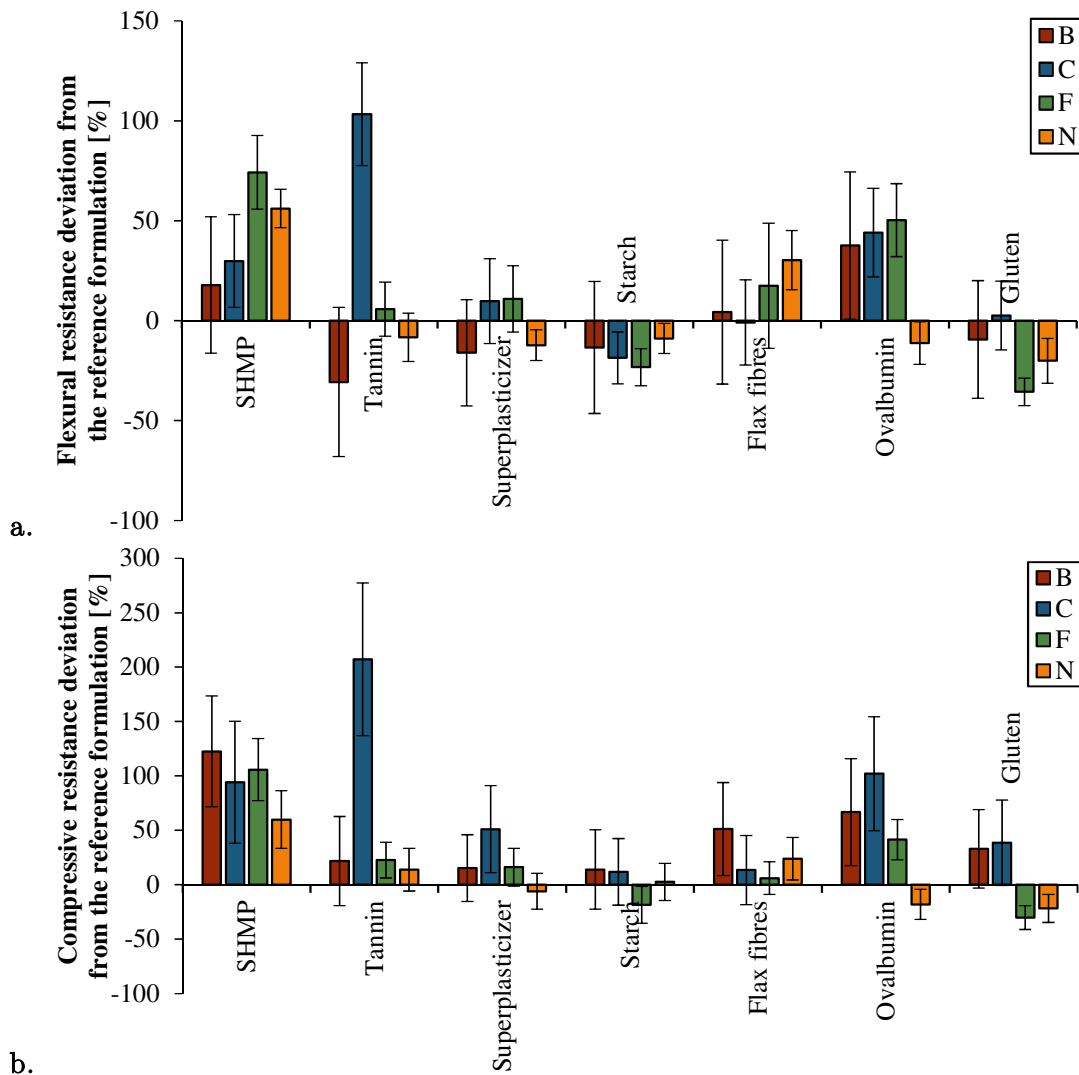 150
100
50
0
-50
-100
Flexural resistance deviation from
the reference formulation [%]
B
C
F
N
SHMP
Tannin
Superplasticizer
Starch
Flax fibres
Ovalbumin
Gluten
a.
300
250
200
150
100
50
0
-50
-100
Compressive resistance deviation
from the reference formulation [%]
B
C
F
N
SHMP
Tannin
Superplasticizer
Starch
Flax fibres
Ovalbumin
Gluten
b.